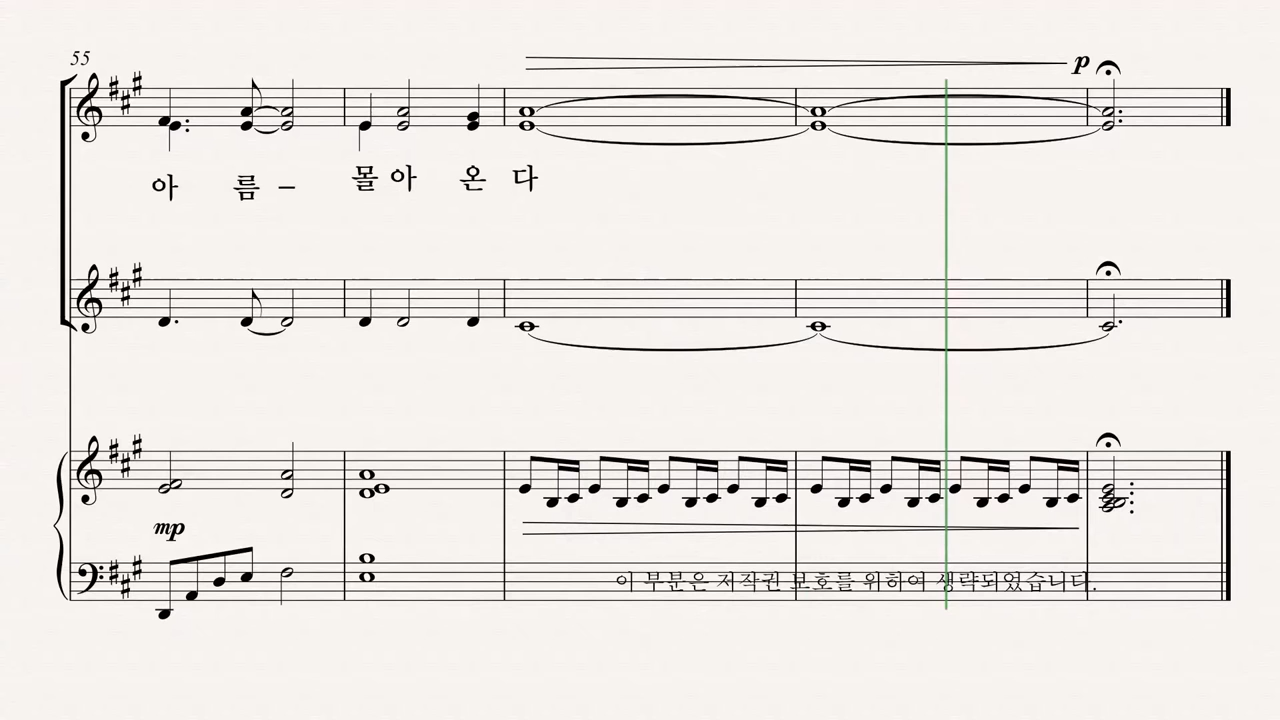 55
p
아 름 – 몰 아 온 다
mp
이 부분은 저작권 보호를 위하여 생략되었습니다.